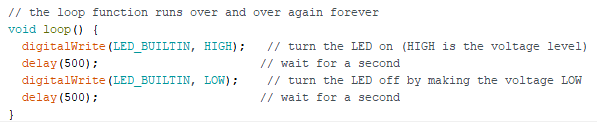 // the loop function runs over and over again forever
void loop() {
  digitalWrite(LED_BUILTIN, HIGH);   // turn the LED on (HIGH is the voltage level)
  delay(500);                       // wait for a second
  digitalWrite(LED_BUILTIN, LOW);    // turn the LED off by making the voltage LOW
  delay(500);                       // wait for a second
}